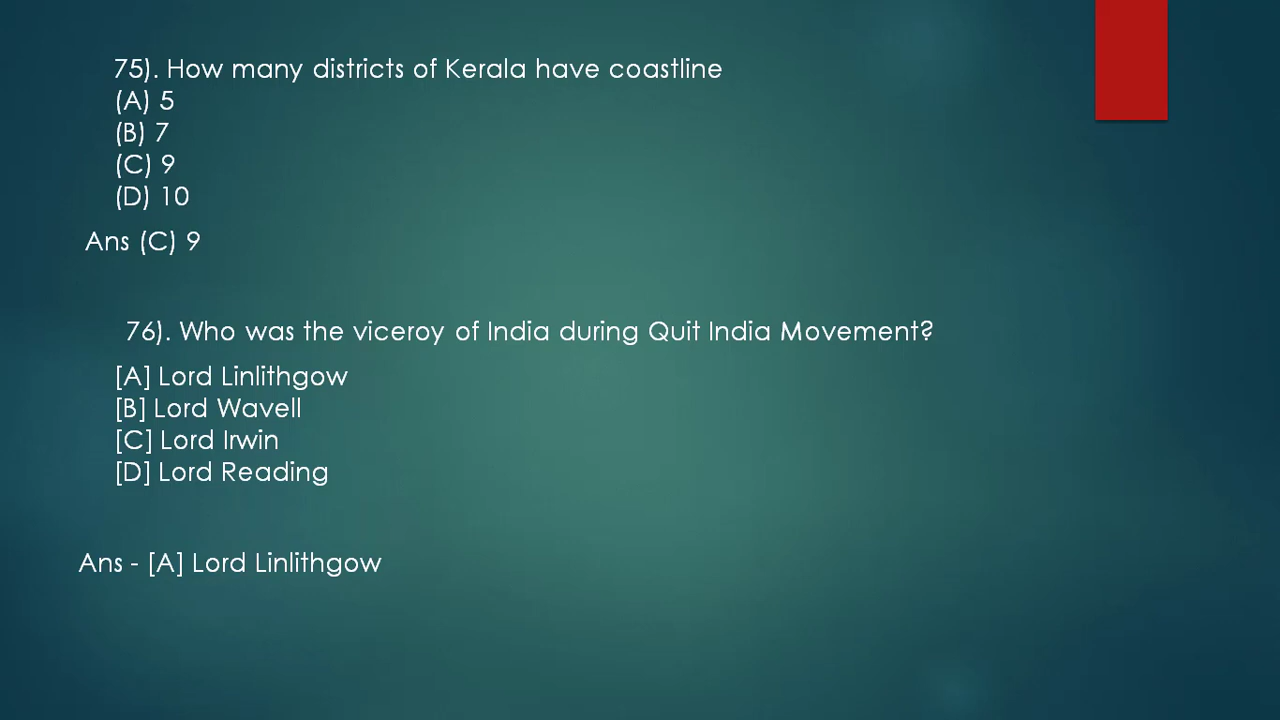 75). How many districts of Kerala have coastline
(A) 5
(B) 7
(C) 9
(D) 10
Ans (C) 9
76). Who was the viceroy of India during Quit India Movement?
[A] Lord Linlithgow
[B] Lord Wavell
[C] Lord Irwin
[D] Lord Reading
Ans - [A] Lord Linlithgow